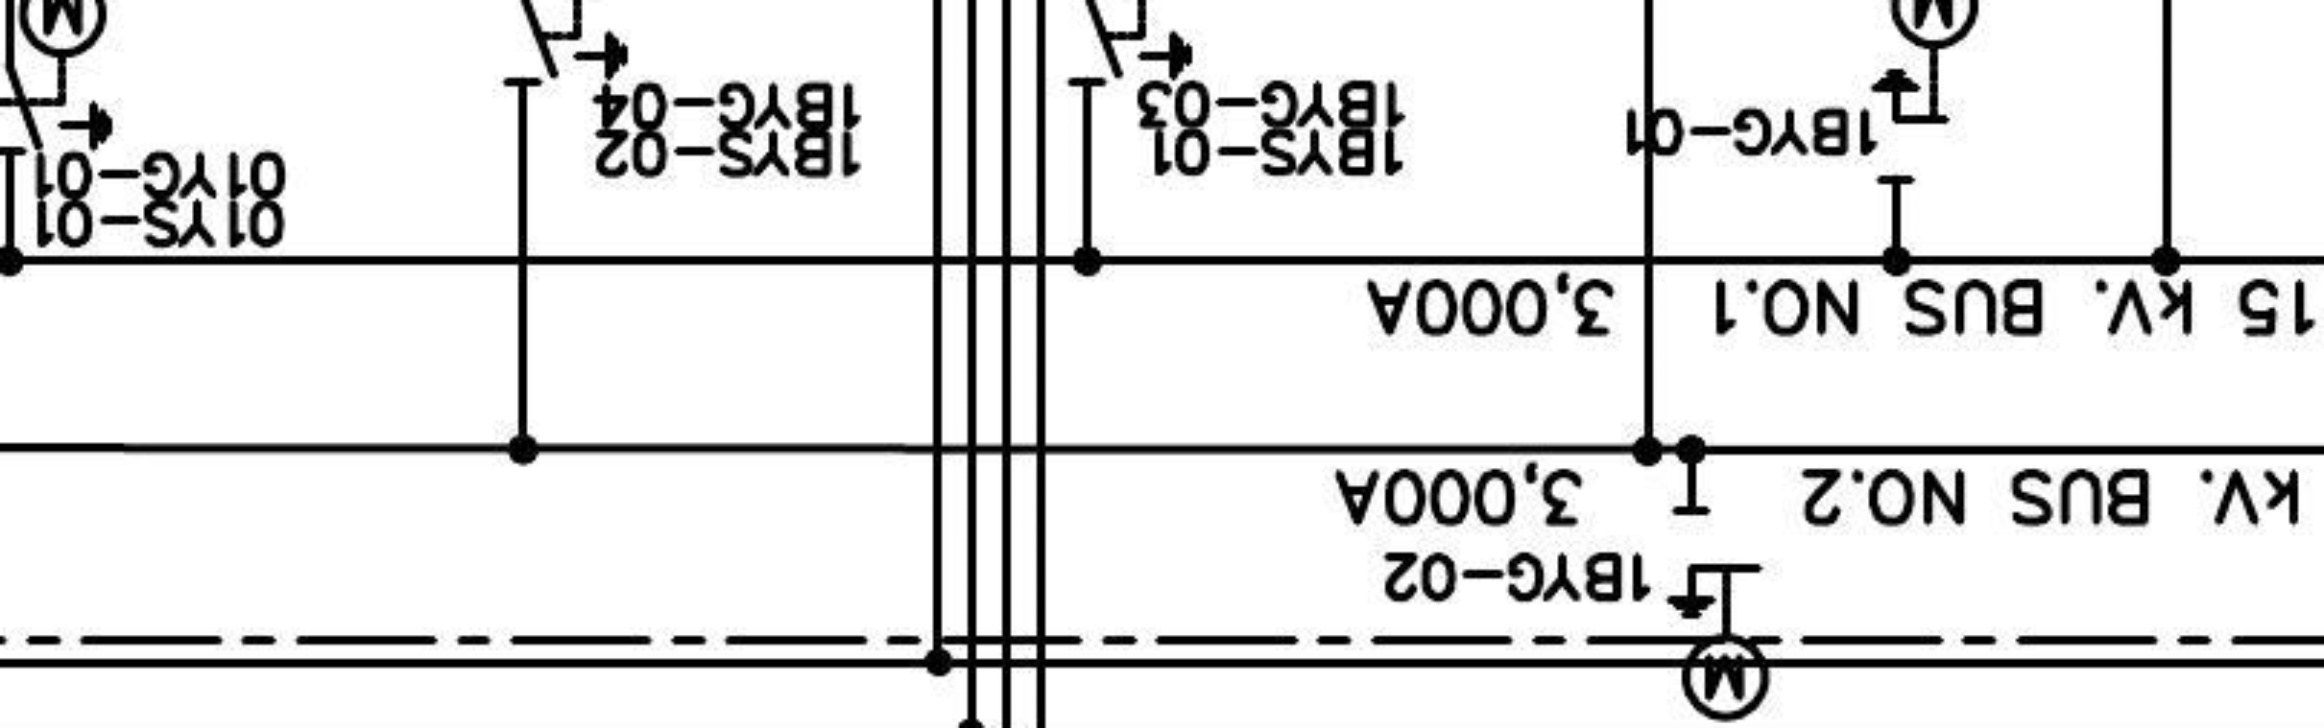 M
1BYG-02
kV. BUS NO.2 3,000A
15 kV. BUS NO.1 3,000A
1BYG-01
M
1BYS-01
1BYG-03
1BYS-02
1BYG-04
01YS-01
01YG-01
M